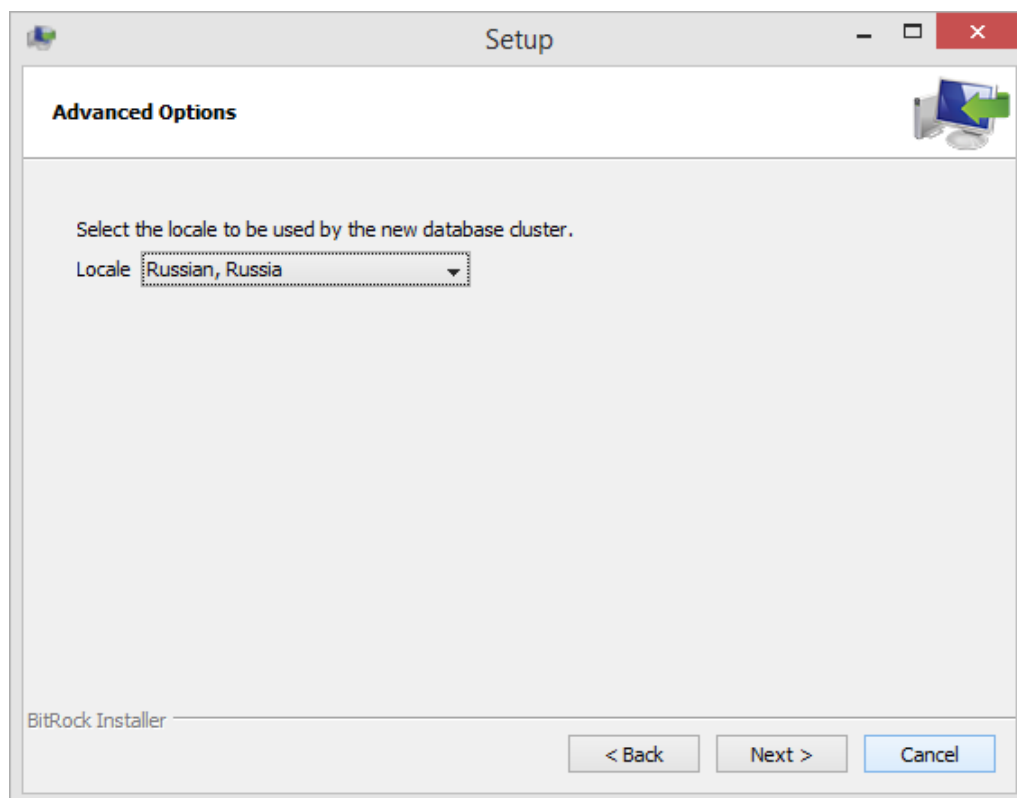 Setup
Advanced Options
Select the locale to be used by the new database cluster.
Locale Russian, Russia
BitRock Installer
< Back Next > Cancel